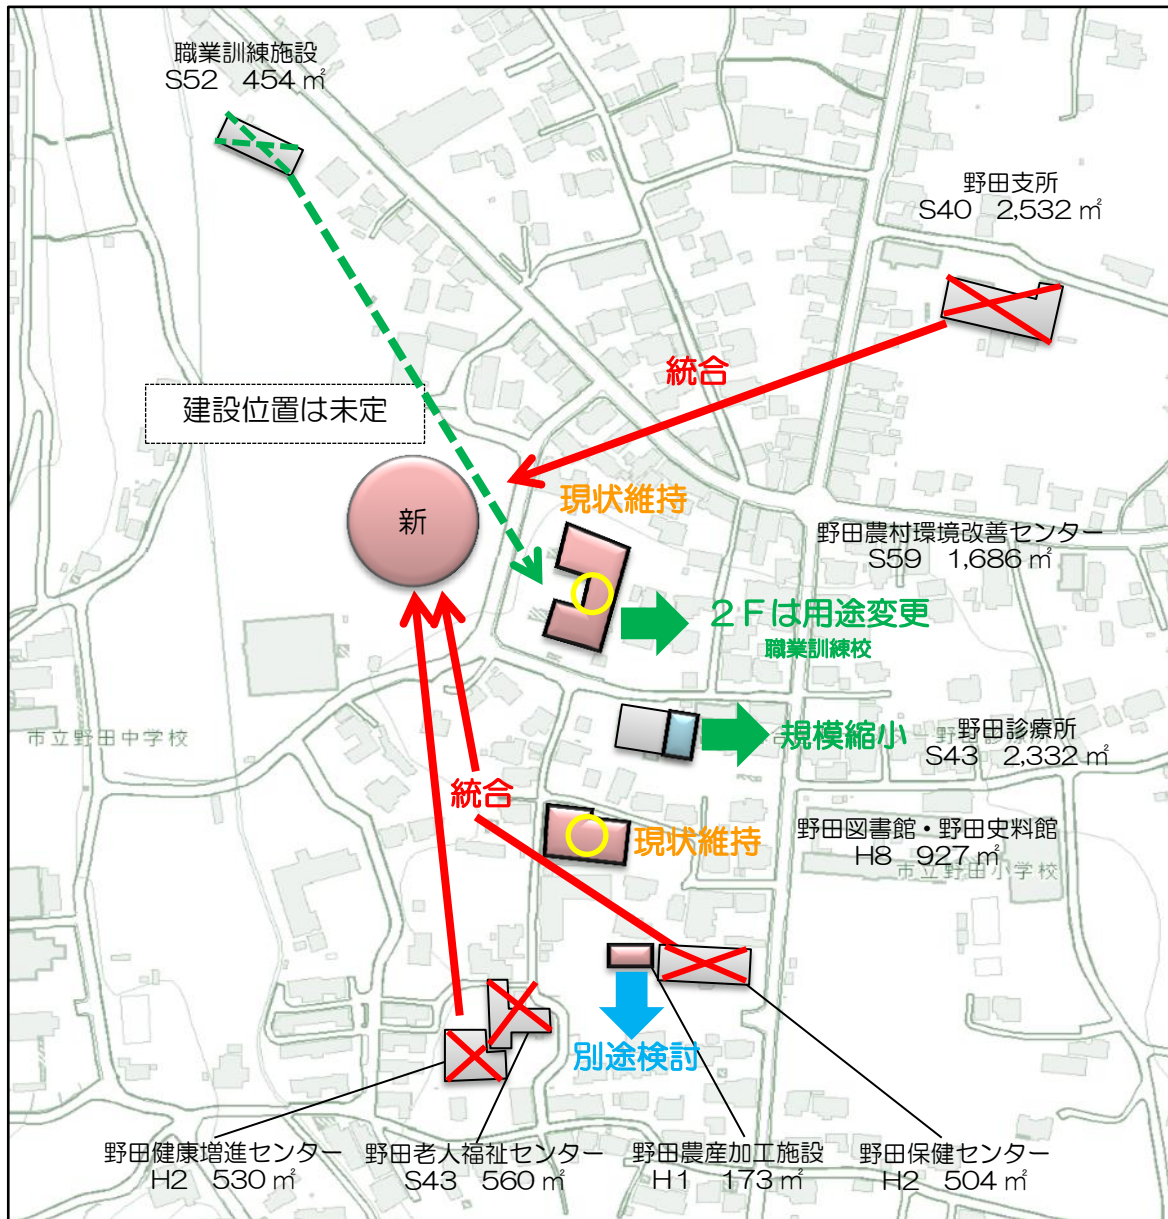 職業訓練施設
S52 454㎡
野田支所
S40 2,532㎡
統合
建設位置は未定
現状維持
新
野田農村環境改善センター
S59 1,686㎡
２Ｆは用途変更
職業訓練校
市立野田中学校
規模縮小
野田診療所
S43 2,332㎡
統合
現状維持
野田図書館・野田史料館
H8 927㎡
市立野田小学校
別途検討
野田健康増進センター
H2 530㎡
野田老人福祉センター
S43 560㎡
野田農産加工施設
H1 173㎡
野田保健センター
H2 504㎡